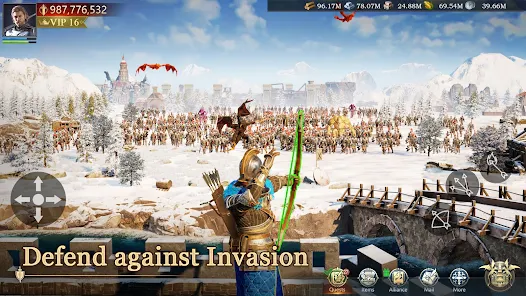 987,776,532
VIP 16
96.17M
78.07M
24.88M
69.54M
39.66M
Defend against Invasion
Quests
Items
Alliance
Mail
More